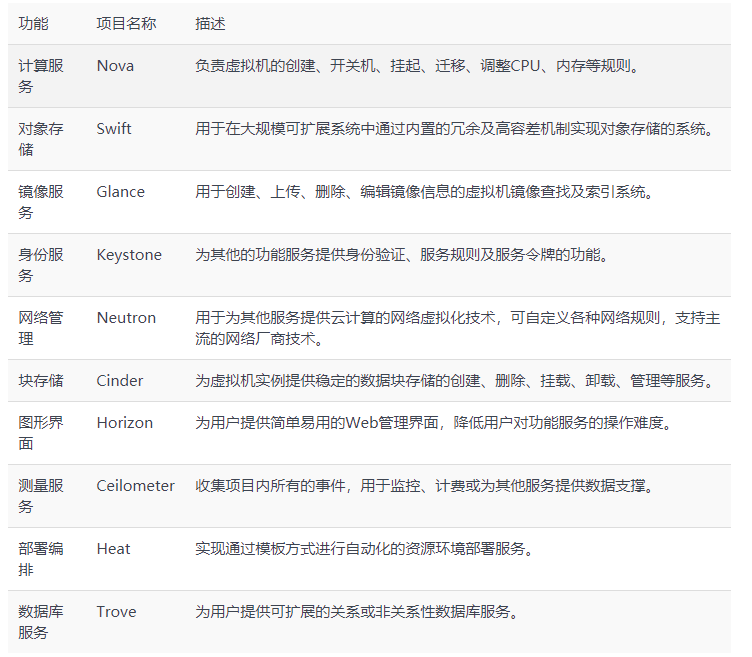 功能 项目名称 描述
计算服务 Nova 负责虚拟机的创建、开关机、挂起、迁移、调整CPU、内存等规则。
对象存储 Swift 用于在大规模可扩展系统中通过内置的冗余及高容差机制实现对象存储的系统。
镜像服务 Glance 用于创建、上传、删除、编辑镜像信息的虚拟机镜像查找及索引系统。
身份服务 Keystone 为其他的功能服务提供身份验证、服务规则及服务令牌的功能。
网络管理 Neutron 用于为其他服务提供云计算的网络虚拟化技术，可自定义各种网络规则，支持主
流的网络厂商技术。
块存储 Cinder 为虚拟机实例提供稳定的数据块存储的创建、删除、挂载、卸载、管理等服务。
图形界面 Horizon 为用户提供简单易用的Web管理界面，降低用户对功能服务的操作难度。
测量服务 Ceilometer 收集项目内所有的事件，用于监控、计费或为其他服务提供数据支撑。
部署编排 Heat 实现通过模板方式进行自动化的资源环境部署服务。
数据库服务 Trove 为用户提供可扩展的关系或非关系性数据库服务。